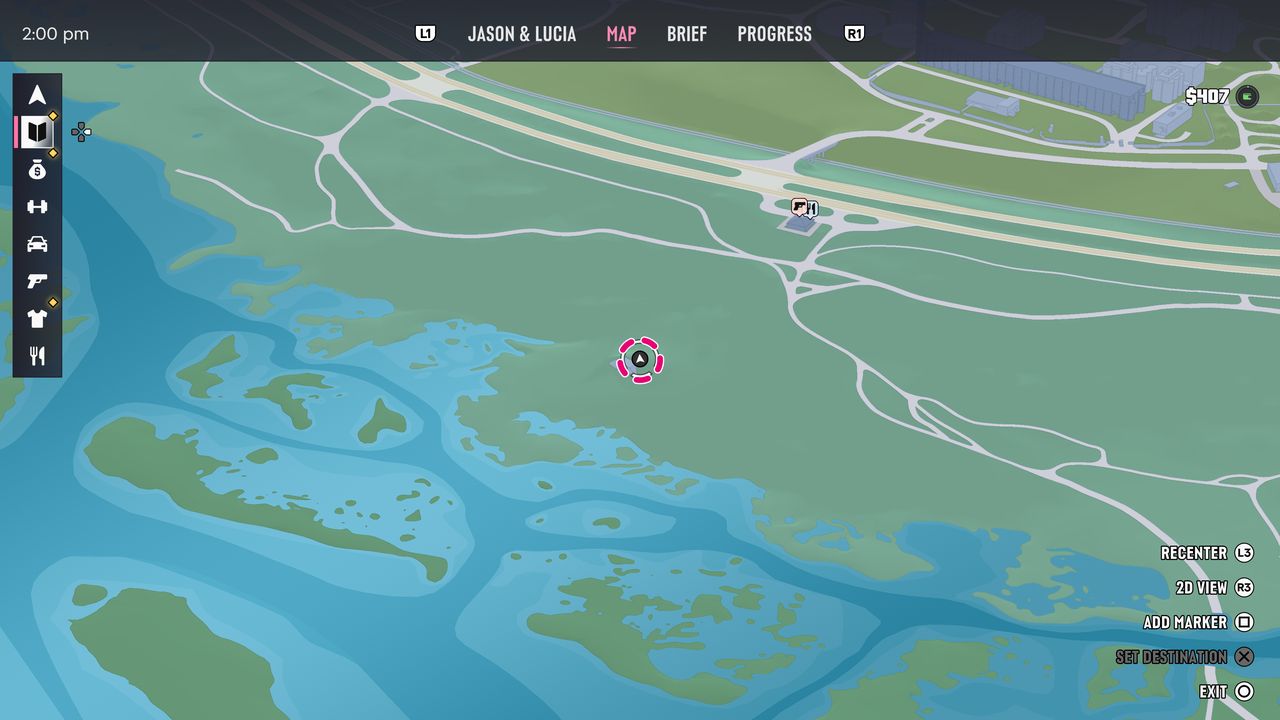 2:00 pm
L1 JASON & LUCIA MAP BRIEF PROGRESS R1
$407
RECENTER L3
2D VIEW R3
ADD MARKER
SET DESTINATION
EXIT